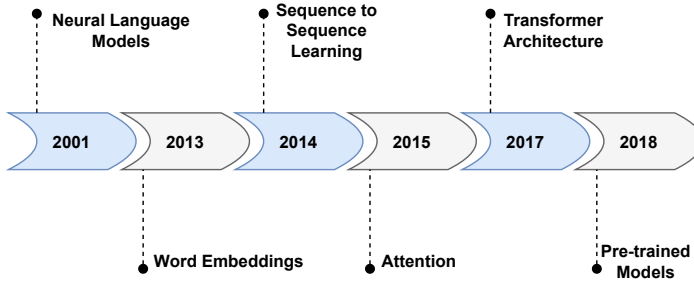 Neural Language
Models
Sequence to
Sequence
Learning
Transformer
Architecture
2001
2013
2014
2015
2017
2018
Word Embeddings
Attention
Pre-trained
Models